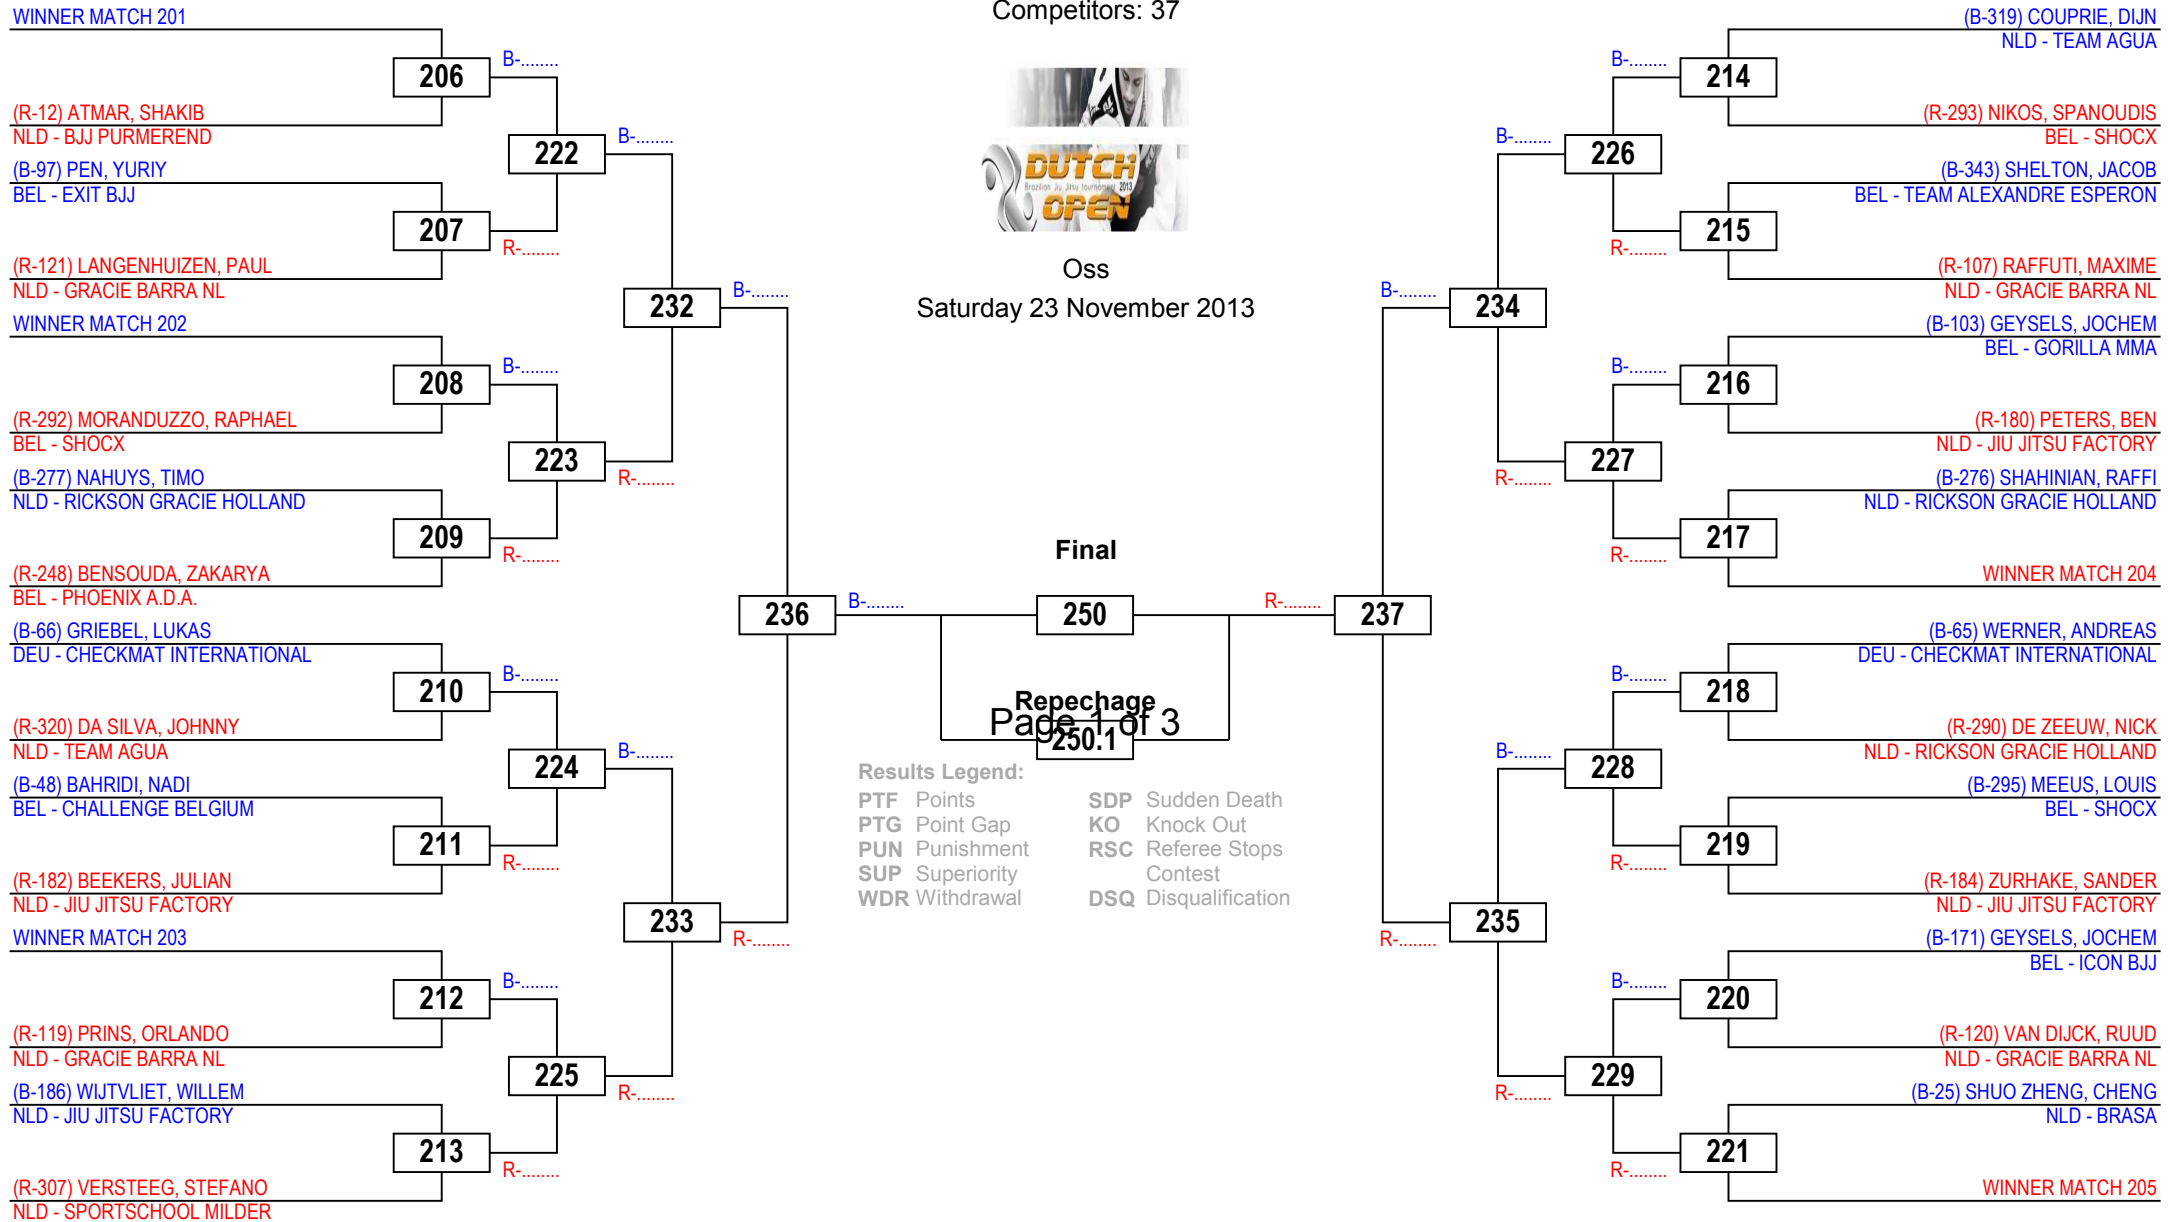 Competitors: 37
DUTCH
Brazilian Jiu Jitsu tournament 2013
OPEN
Oss
Saturday 23 November 2013
WINNER MATCH 201
206
B-........
(R-12) ATMAR, SHAKIB
NLD - BJJ PURMEREND
222
B-........
(B-97) PEN, YURIY
BEL - EXIT BJJ
207
R-........
(R-121) LANGENHUIZEN, PAUL
NLD - GRACIE BARRA NL
232
B-........
WINNER MATCH 202
208
B-........
(R-292) MORANDUZZO, RAPHAEL
BEL - SHOCX
223
R-........
(B-277) NAHUYS, TIMO
NLD - RICKSON GRACIE HOLLAND
209
R-........
(R-248) BENSOUDA, ZAKARYA
BEL - PHOENIX A.D.A.
236
B-........
(B-66) GRIEBEL, LUKAS
DEU - CHECKMAT INTERNATIONAL
210
B-........
(R-320) DA SILVA, JOHNNY
NLD - TEAM AGUA
224
B-........
(B-48) BAHRIDI, NADI
BEL - CHALLENGE BELGIUM
211
R-........
(R-182) BEEKERS, JULIAN
NLD - JIU JITSU FACTORY
233
R-........
WINNER MATCH 203
212
B-........
(R-119) PRINS, ORLANDO
NLD - GRACIE BARRA NL
225
R-........
(B-186) WIJTVLIET, WILLEM
NLD - JIU JITSU FACTORY
213
R-........
(R-307) VERSTEEG, STEFANO
NLD - SPORTSCHOOL MILDER
Final
250
Repechage
Page 1 of 3
250.1
Results Legend:
PTF Points
PTG Point Gap
PUN Punishment
SUP Superiority
WDR Withdrawal
SDP Sudden Death
KO Knock Out
RSC Referee Stops
Contest
DSQ Disqualification
(B-319) COUPRIE, DIJN
NLD - TEAM AGUA
B-........
214
(R-293) NIKOS, SPANOUDIS
BEL - SHOCX
B-........
226
(B-343) SHELTON, JACOB
BEL - TEAM ALEXANDRE ESPERON
215
R-........
(R-107) RAFFUTI, MAXIME
NLD - GRACIE BARRA NL
B-........
234
(B-103) GEYSELS, JOCHEM
BEL - GORILLA MMA
B-........
216
(R-180) PETERS, BEN
NLD - JIU JITSU FACTORY
227
R-........
(B-276) SHAHINIAN, RAFFI
NLD - RICKSON GRACIE HOLLAND
217
R-........
WINNER MATCH 204
R-........
237
(B-65) WERNER, ANDREAS
DEU - CHECKMAT INTERNATIONAL
B-........
218
(R-290) DE ZEEUW, NICK
NLD - RICKSON GRACIE HOLLAND
B-........
228
(B-295) MEEUS, LOUIS
BEL - SHOCX
219
R-........
(R-184) ZURHAKE, SANDER
NLD - JIU JITSU FACTORY
235
R-........
(B-171) GEYSELS, JOCHEM
BEL - ICON BJJ
B-........
220
(R-120) VAN DIJCK, RUUD
NLD - GRACIE BARRA NL
229
R-........
(B-25) SHUO ZHENG, CHENG
NLD - BRASA
221
R-........
WINNER MATCH 205